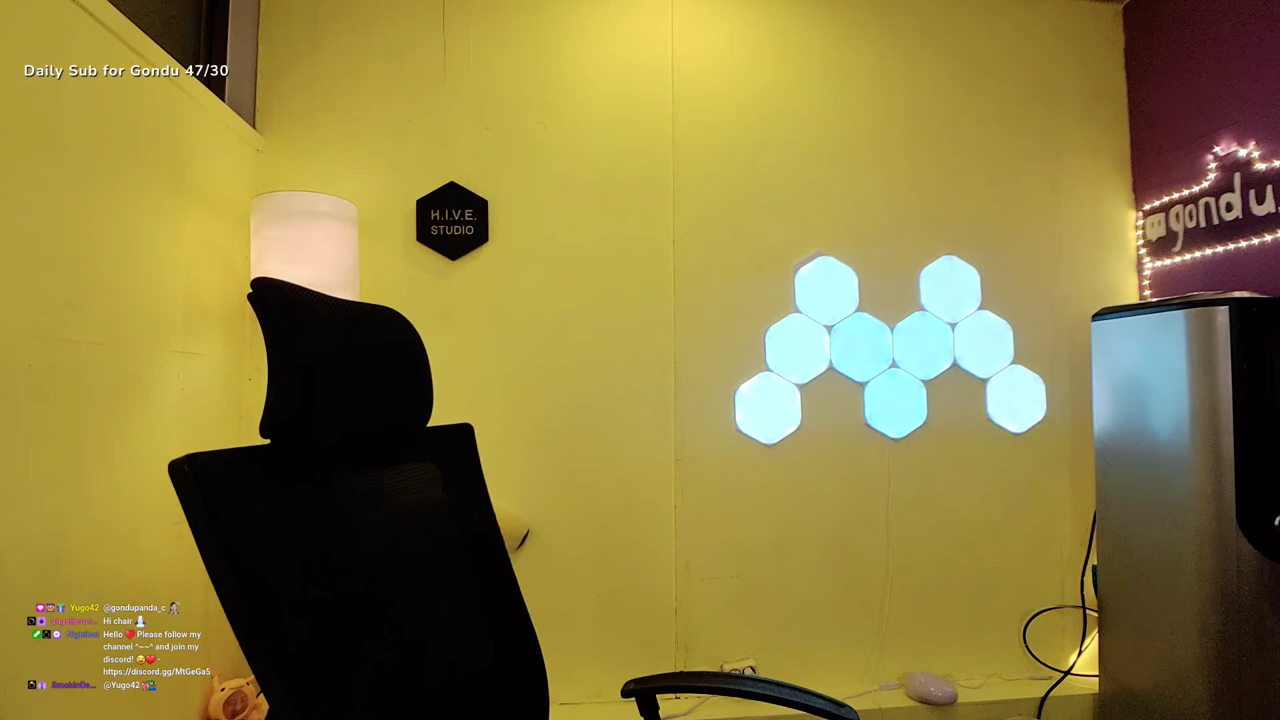 Daily Sub for Gondu 47/30
H.I.V.E.
STUDIO
gondu
Yugo42 @gondupanda_c
Hi chair
Nightbot Hello Please follow my
channel ^~~^ and join my
discord! -
https://discord.gg/MtGeGa5
@Yugo42